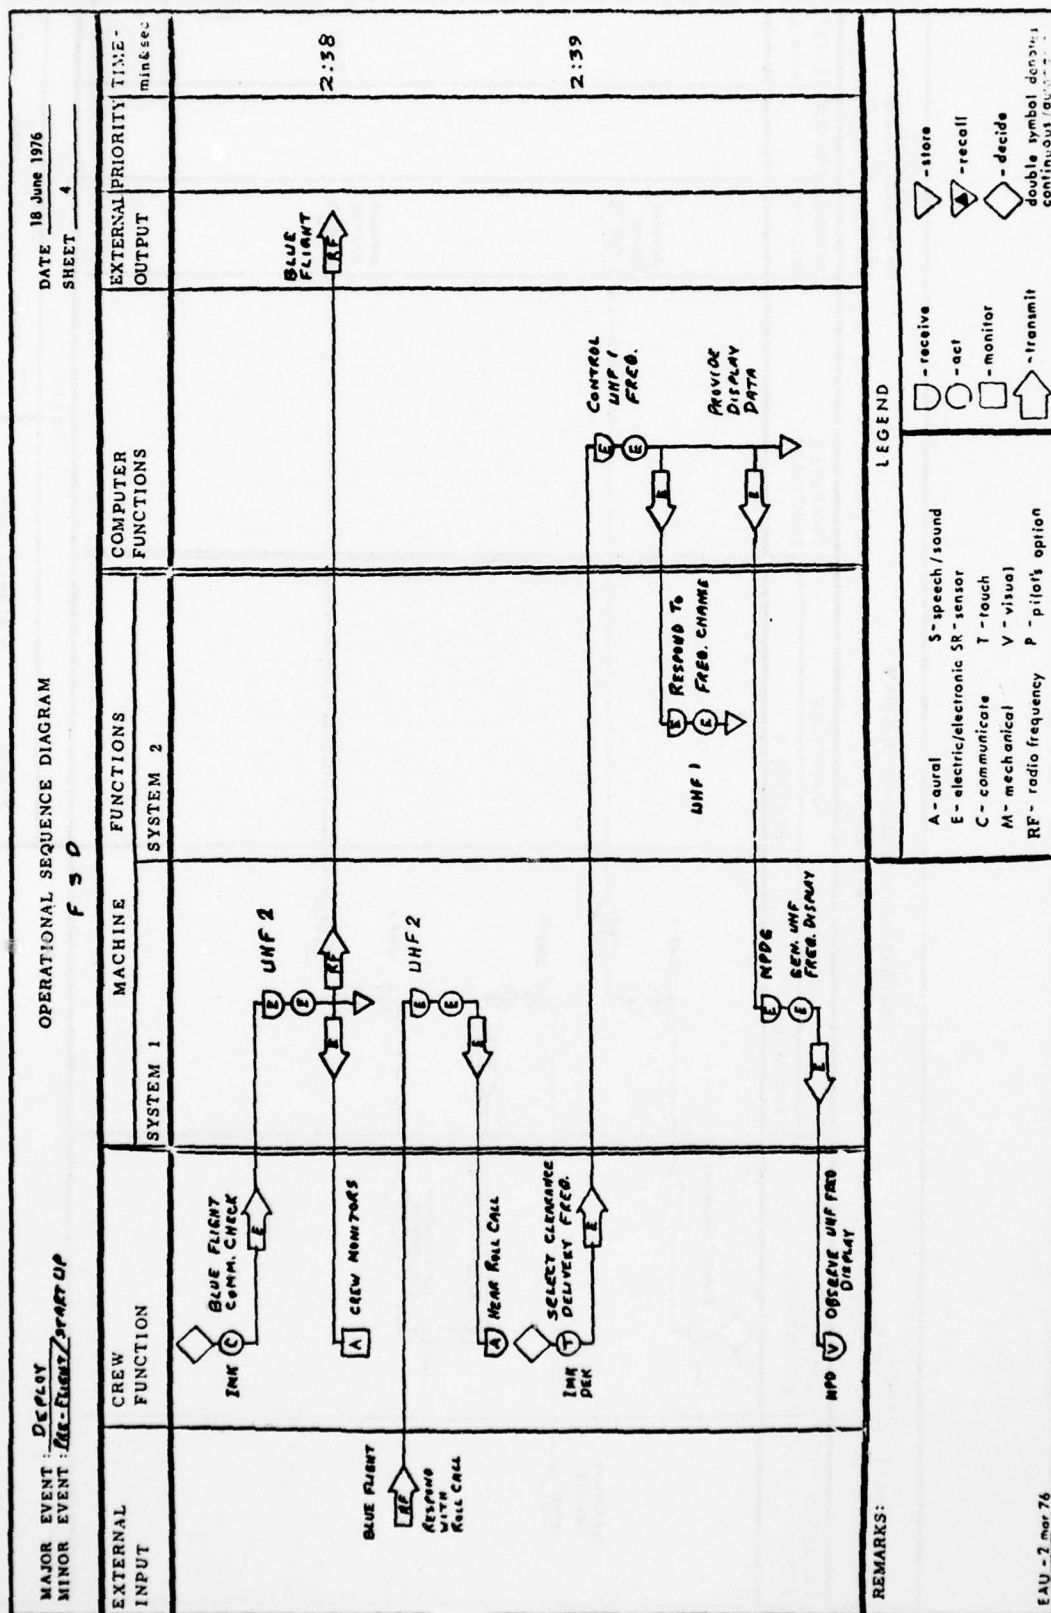 MAJOR EVENT: DEPLOY
MINOR EVENT: PRE-FLIGHT/START UP
OPERATIONAL SEQUENCE DIAGRAM
F S D
DATE 18 June 1976
SHEET 4
EXTERNAL INPUT
CREW FUNCTION
MACHINE FUNCTIONS
SYSTEM 1
SYSTEM 2
COMPUTER FUNCTIONS
EXTERNAL OUTPUT
PRIORITY
TIME-
min&sec
IMK
C
BLUE FLIGHT
COMM. CHECK
E
UHF 2
E
E
RF
E
BLUE
FLIGHT
RF
2:38
A
CREW MONITORS
BLUE FLIGHT
RF
RESPOND
WITH
ROLL CALL
UHF 2
E
E
E
A
HEAR ROLL CALL
IMK
DEK
T
SELECT CLEARANCE
DELIVERY FREQ.
E
CONTROL
UHF 1
FREQ.
2:39
E
E
E
RESPOND TO
FREQ. CHANGE
E
E
UHF 1
PROVIDE
DISPLAY
DATA
E
MPDG
E
E
GEN. UHF
FREQ. DISPLAY
E
MPD
V
OBSERVE UHF FREQ
DISPLAY
REMARKS:
LEGEND
A - aural
S - speech / sound
E - electric/electronic
SR - sensor
C - communicate
T - touch
M - mechanical
V - visual
RF - radio frequency
P - pilot's option
- receive
- store
- act
- recall
- monitor
- decide
- transmit
double symbol denotes
continuous
EAU - 2 mar 76